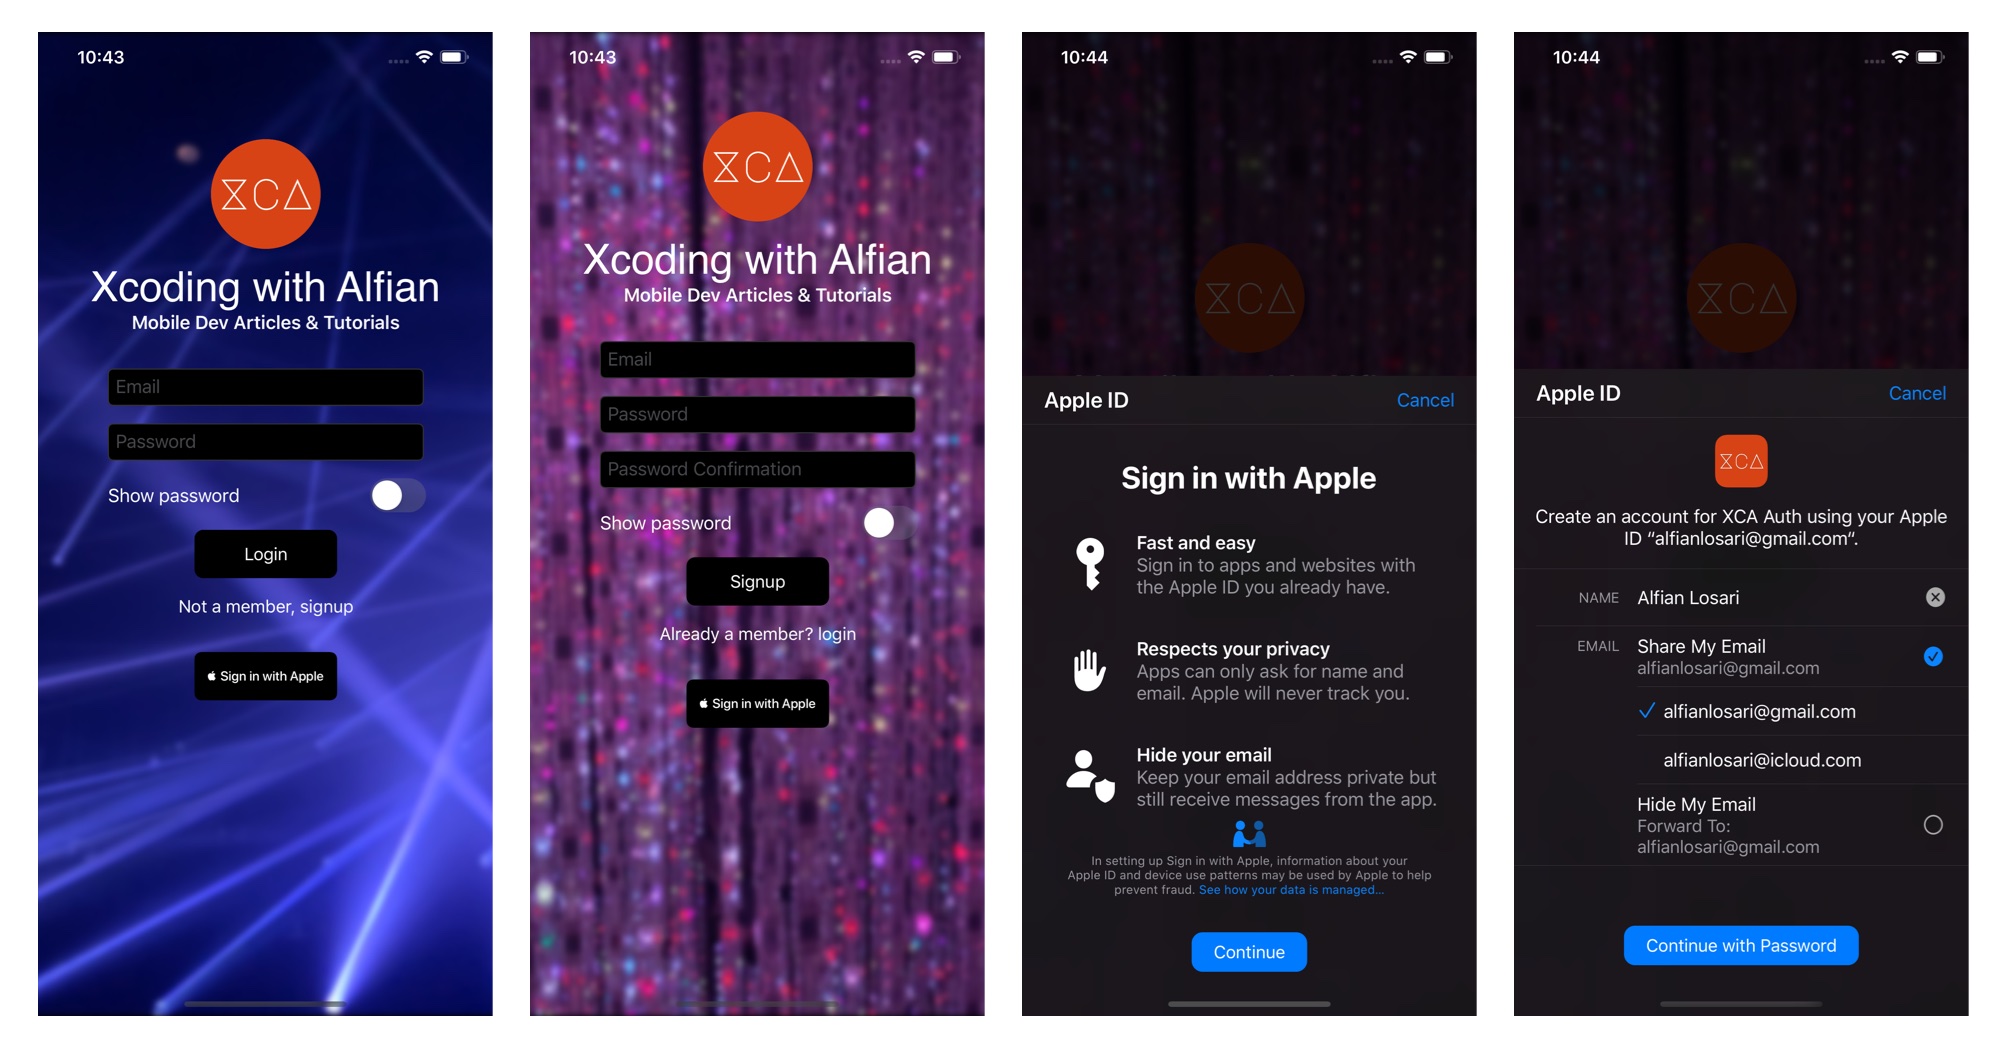 10:43
XCA
Xcoding with Alfian
Mobile Dev Articles & Tutorials
Email
Password
Show password
Login
Not a member, signup
Sign in with Apple
10:43
XCA
Xcoding with Alfian
Mobile Dev Articles & Tutorials
Email
Password
Password Confirmation
Show password
Signup
Already a member? login
Sign in with Apple
10:44
XCA
Apple ID
Cancel
Sign in with Apple
Fast and easy
Sign in to apps and websites with
the Apple ID you already have.
Respects your privacy
Apps can only ask for name and
email. Apple will never track you.
Hide your email
Keep your email address private but
still receive messages from the app.
In setting up Sign in with Apple, information about your
Apple ID and device use patterns may be used by Apple to help
prevent fraud. See how your data is managed...
Continue
10:44
XCA
Apple ID
Cancel
XCA
Create an account for XCA Auth using your Apple
ID “alfianlosari@gmail.com“.
NAME Alfian Losari
EMAIL Share My Email
alfianlosari@gmail.com
alfianlosari@gmail.com
alfianlosari@icloud.com
Hide My Email
Forward To:
alfianlosari@gmail.com
Continue with Password